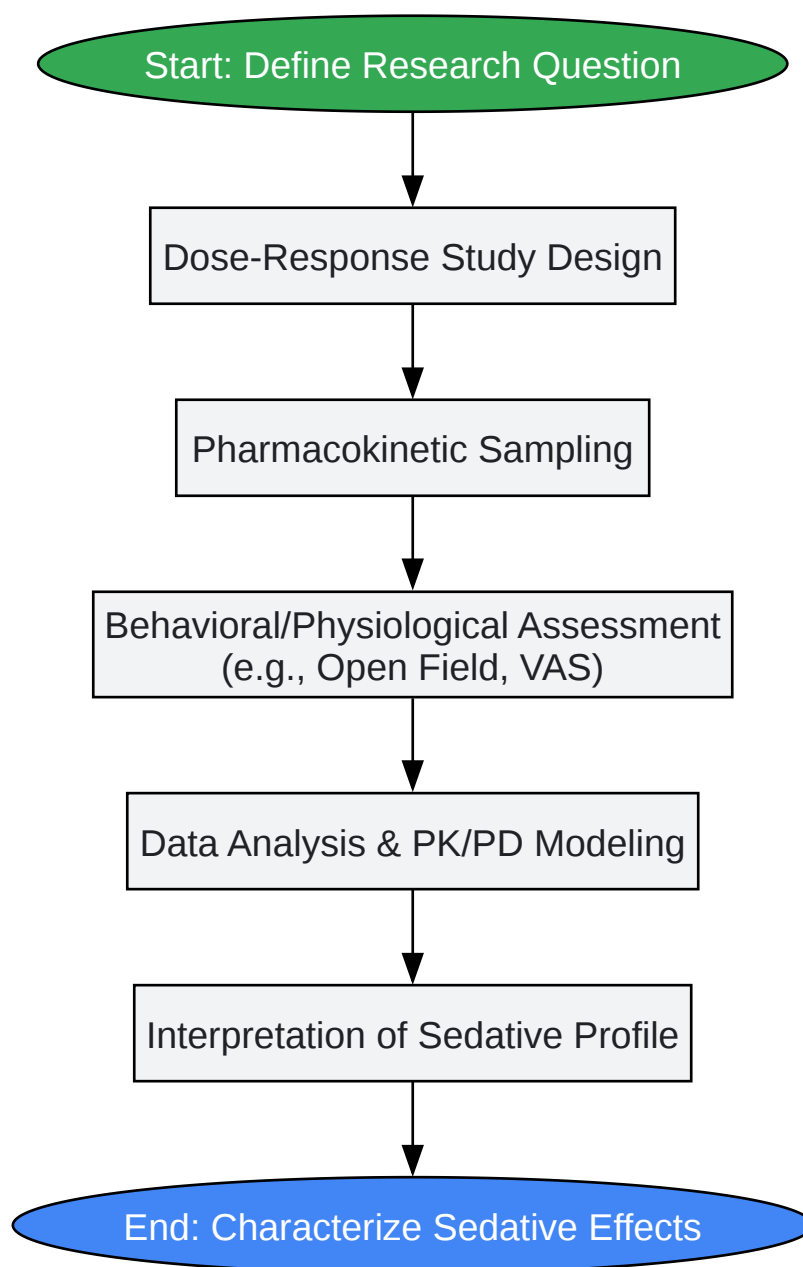 Start: Define Research Question
Dose-Response Study Design
Pharmacokinetic Sampling
Behavioral/Physiological Assessment
(e.g., Open Field, VAS)
Data Analysis & PK/PD Modeling
Interpretation of Sedative Profile
End: Characterize Sedative Effects